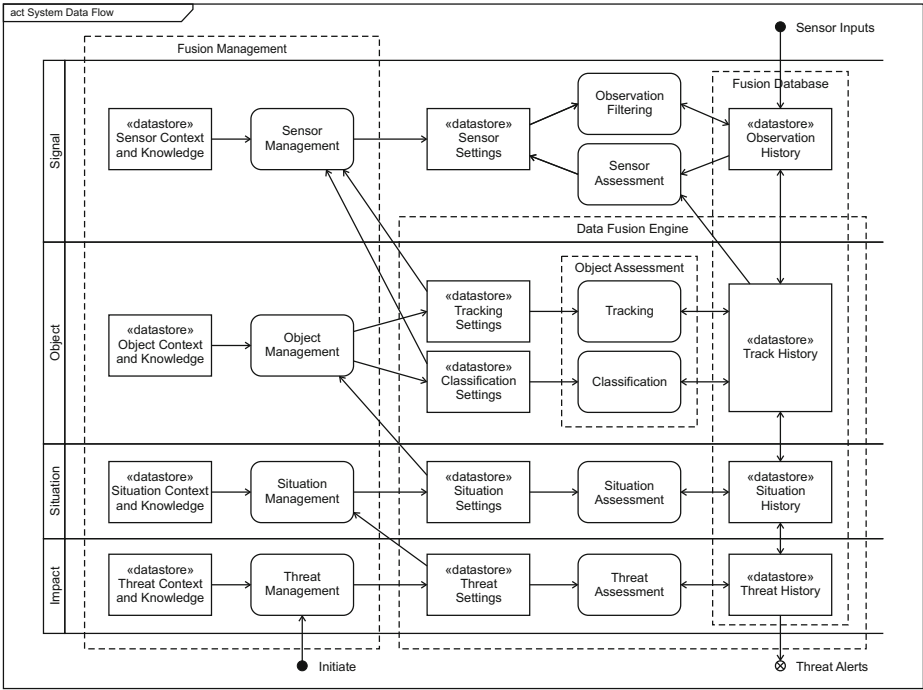 act System Data Flow
Sensor Inputs
Fusion Management
Fusion Database
Signal
«datastore»
Sensor Context
and Knowledge
Sensor
Management
«datastore»
Sensor
Settings
Observation
Filtering
Sensor
Assessment
«datastore»
Observation
History
Data Fusion Engine
Object
«datastore»
Object Context
and Knowledge
Object
Management
«datastore»
Tracking
Settings
«datastore»
Classification
Settings
Object Assessment
Tracking
Classification
«datastore»
Track History
Situation
«datastore»
Situation Context
and Knowledge
Situation
Management
«datastore»
Situation
Settings
Situation
Assessment
«datastore»
Situation
History
Impact
«datastore»
Threat Context
and Knowledge
Threat
Management
«datastore»
Threat
Settings
Threat
Assessment
«datastore»
Threat History
Initiate
Threat Alerts